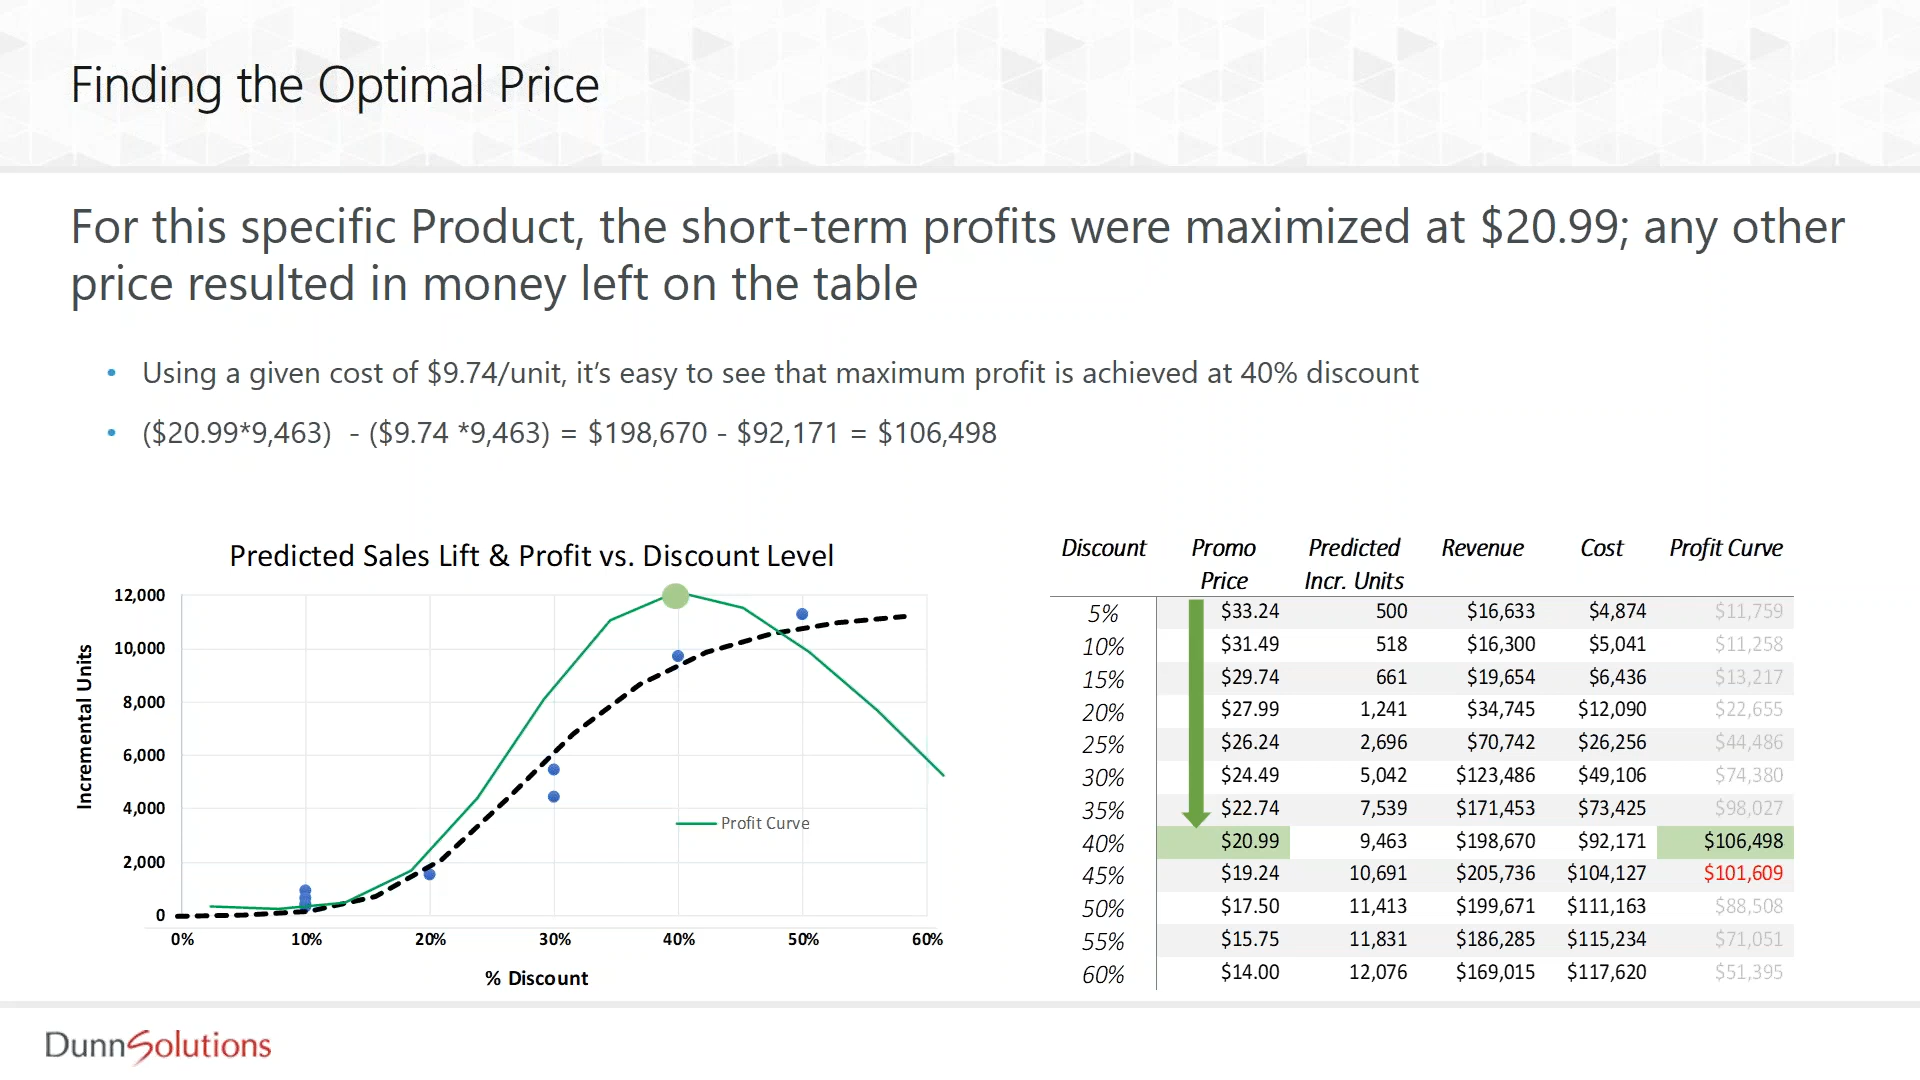 Finding the Optimal Price
For this specific Product, the short-term profits were maximized at $20.99; any other
price resulted in money left on the table
• Using a given cost of $9.74/unit, it's easy to see that maximum profit is achieved at 40% discount
• ($20.99*9,463)  - ($9.74 *9,463) = $198,670 - $92,171 = $106,498
Predicted Sales Lift & Profit vs. Discount Level
Incremental Units
12,000
10,000
8,000
6,000
4,000
2,000
0
Profit Curve
0% 10% 20% 30% 40% 50% 60%
% Discount
Discount Promo Predicted Revenue Cost Profit Curve
Price Incr. Units
5% $33.24 500 $16,633 $4,874 $11,759
10% $31.49 518 $16,300 $5,041 $11,258
15% $29.74 661 $19,654 $6,436 $13,217
20% $27.99 1,241 $34,745 $12,090 $22,655
25% $26.24 2,696 $70,742 $26,256 $44,486
30% $24.49 5,042 $123,486 $49,106 $74,380
35% $22.74 7,539 $171,453 $73,425 $98,027
40% $20.99 9,463 $198,670 $92,171 $106,498
45% $19.24 10,691 $205,736 $104,127 $101,609
50% $17.50 11,413 $199,671 $111,163 $88,508
55% $15.75 11,831 $186,285 $115,234 $71,051
60% $14.00 12,076 $169,015 $117,620 $51,395
DunnSolutions